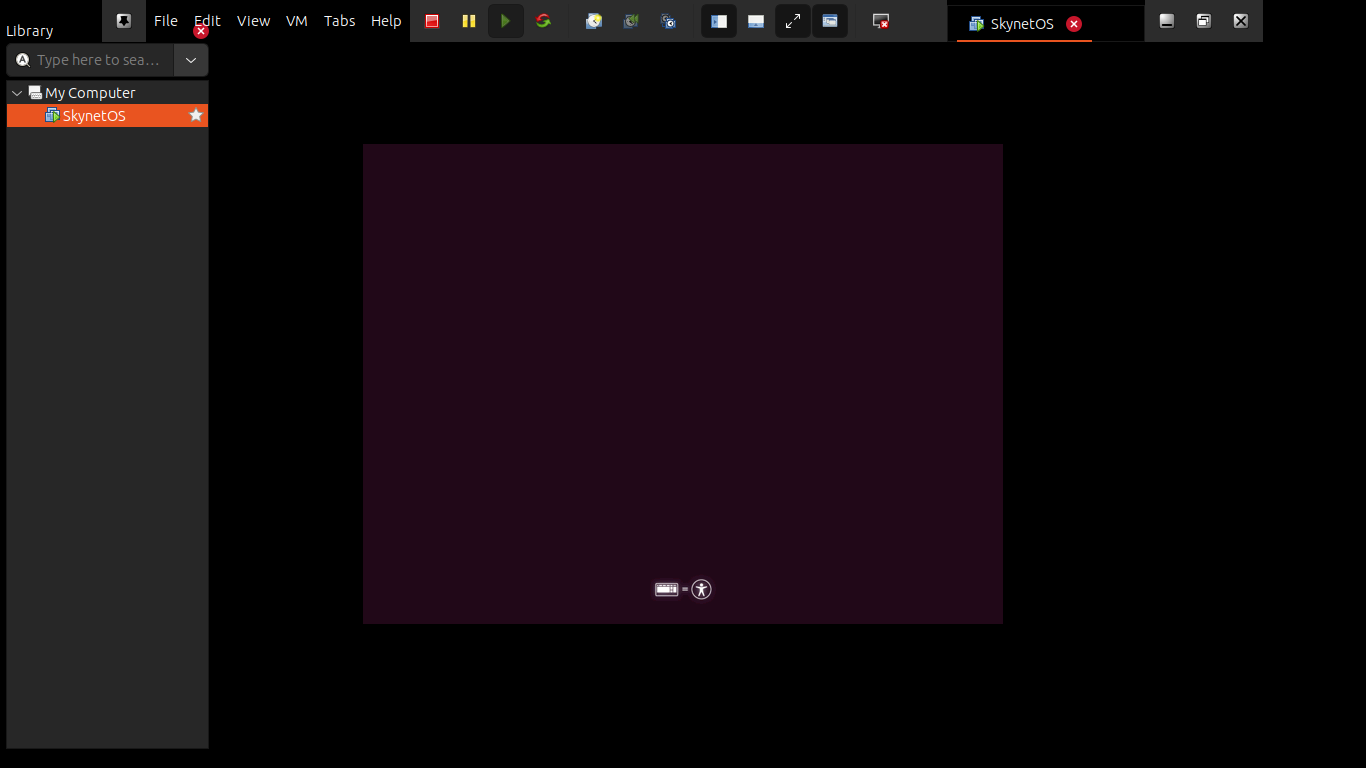 File Edit View VM Tabs Help
SkynetOS
Library
Type here to sea…
My Computer
SkynetOS